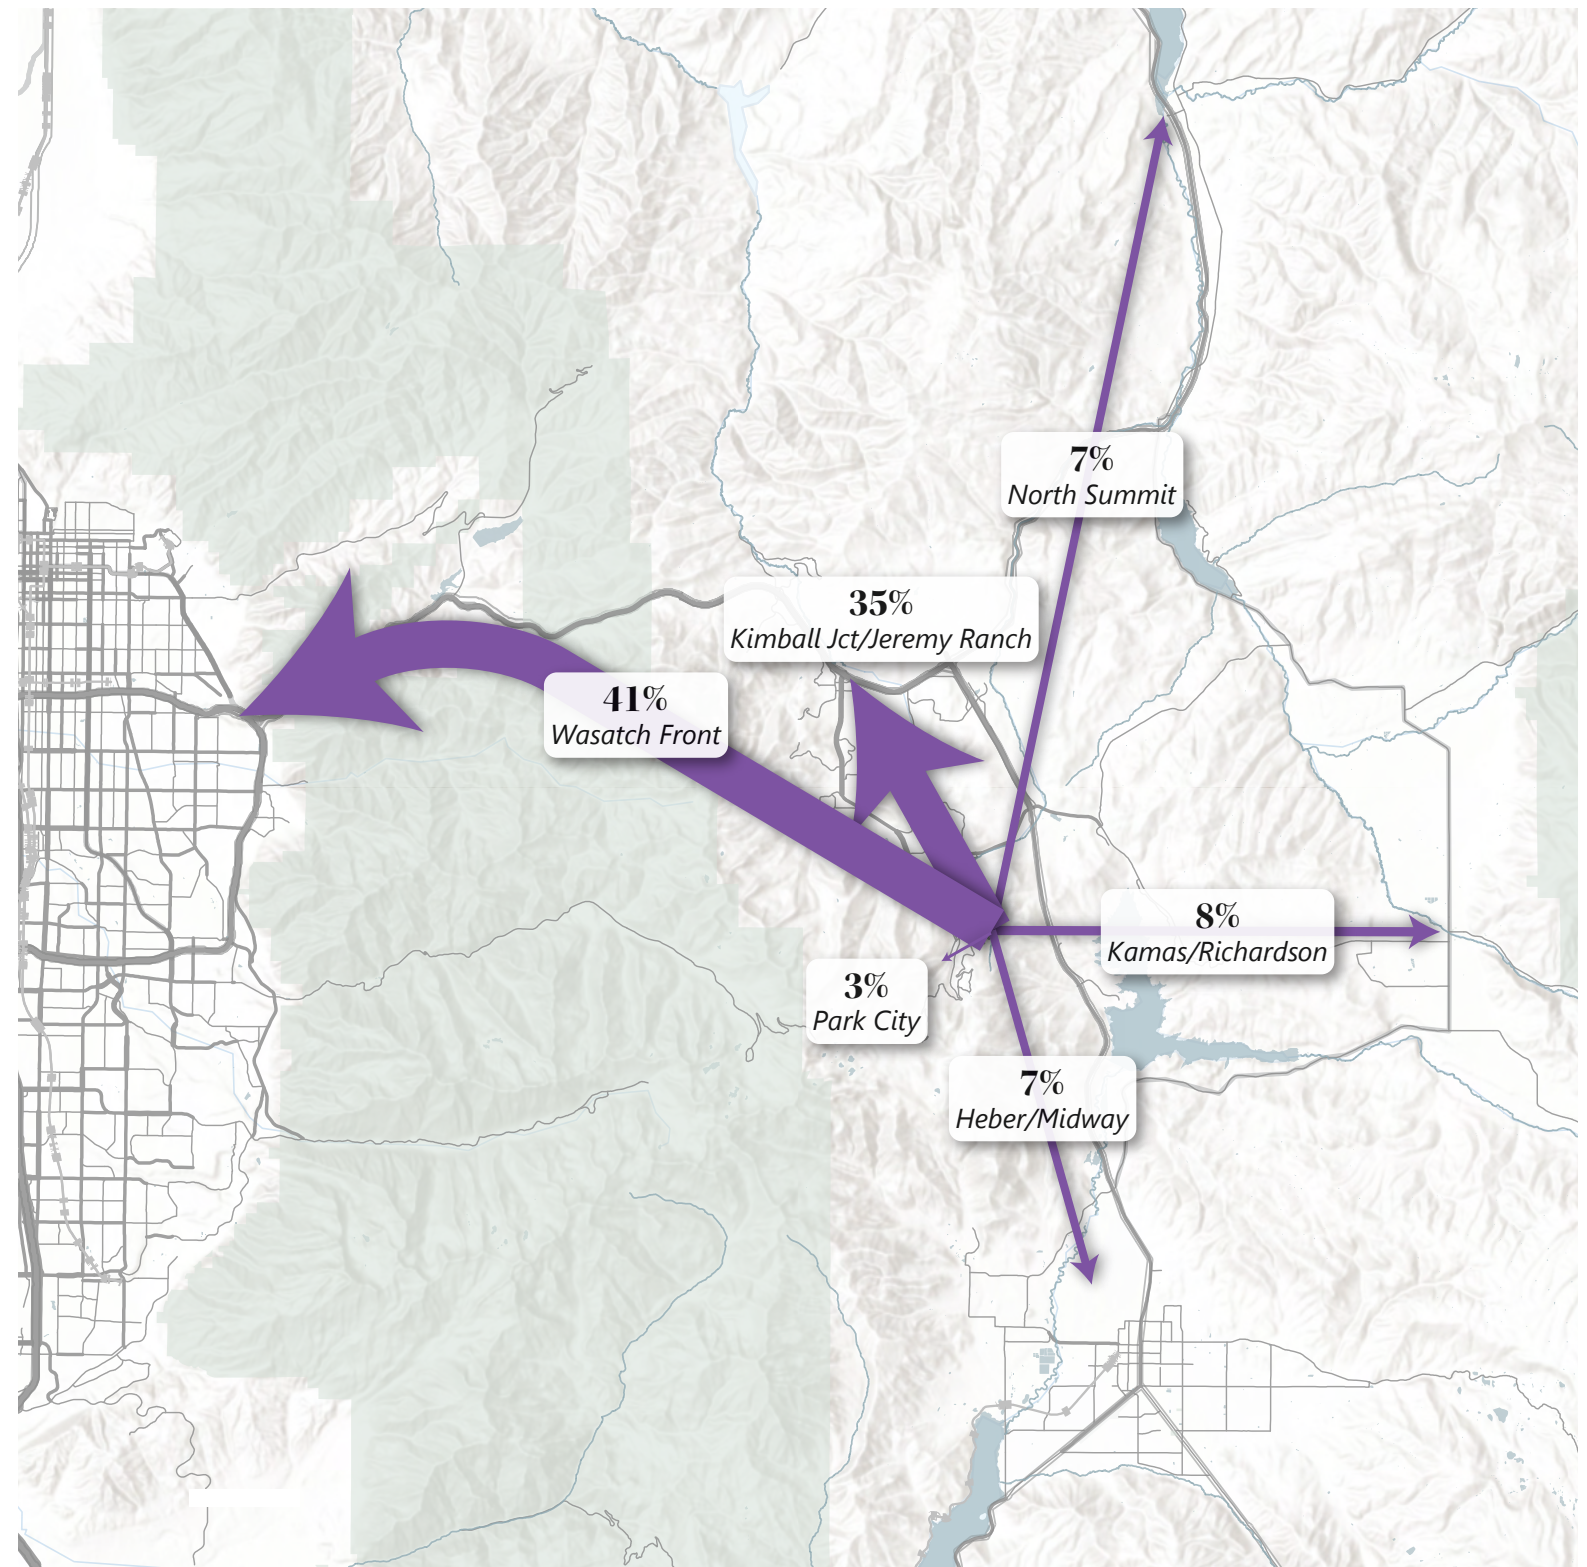 7%
North Summit
35%
Kimball Jct/Jeremy Ranch
41%
Wasatch Front
8%
Kamas/Richardson
3%
Park City
7%
Heber/Midway